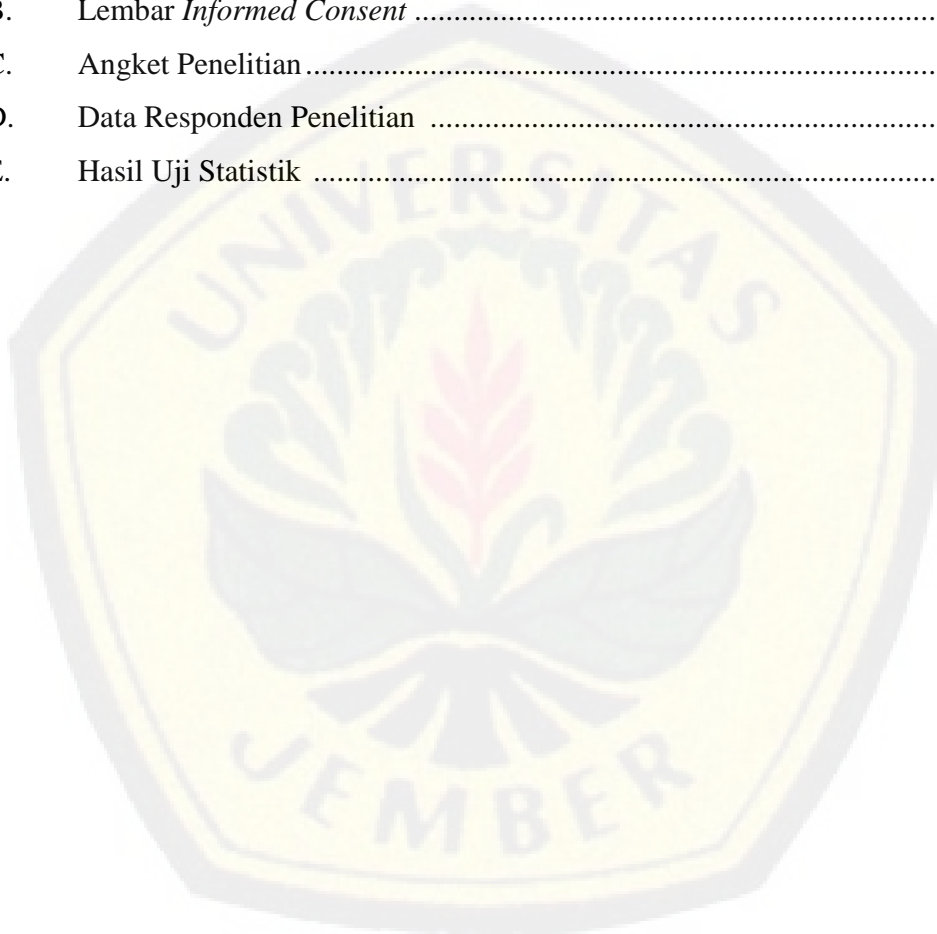 B. Lembar Informed Consent ........................................................................
C. Angket Penelitian ........................................................................
D. Data Responden Penelitian ........................................................................
E. Hasil Uji Statistik ........................................................................
UNIVERSITAS
JEMBER